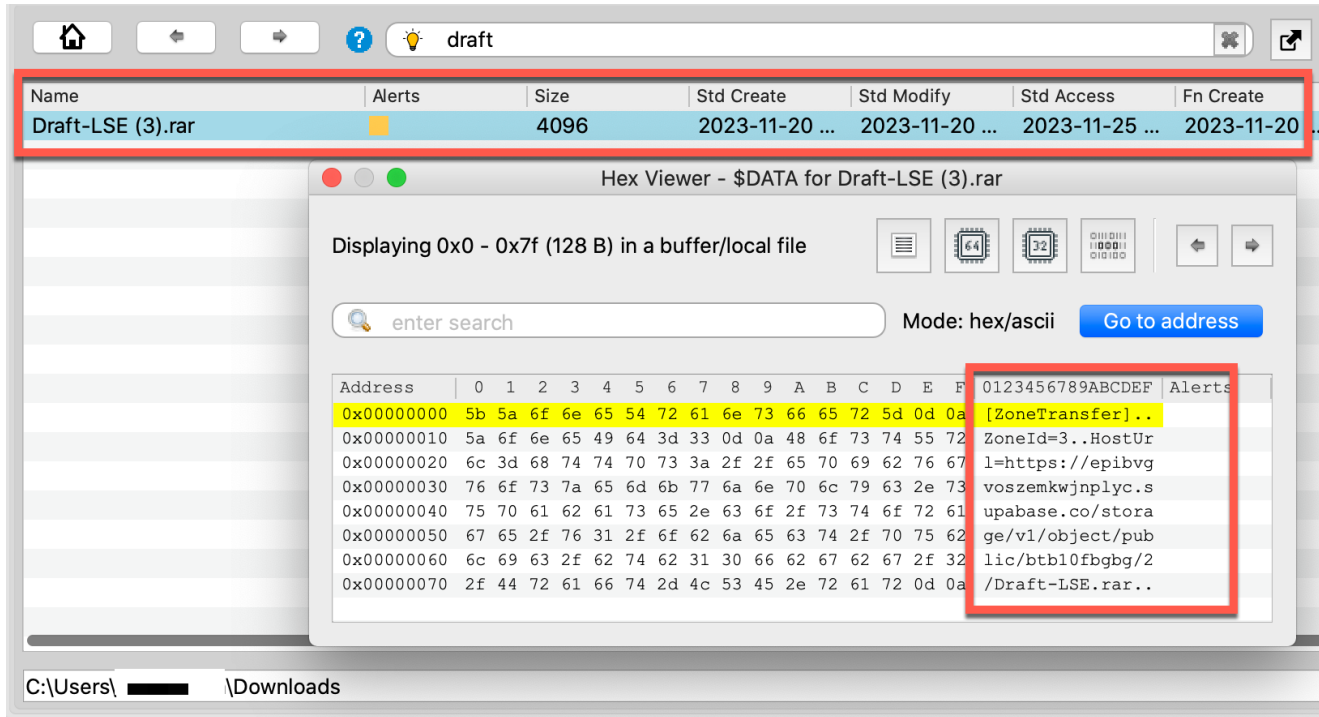 draft
Name Alerts Size Std Create Std Modify Std Access Fn Create
Draft-LSE (3).rar 4096 2023-11-20 ... 2023-11-20 ... 2023-11-25 ... 2023-11-20 ...
Hex Viewer - $DATA for Draft-LSE (3).rar
Displaying 0x0 - 0x7f (128 B) in a buffer/local file
64 32
enter search Mode: hex/ascii Go to address
Address 0 1 2 3 4 5 6 7 8 9 A B C D E F 0123456789ABCDEF Alerts
0x00000000 5b 5a 6f 6e 65 54 72 61 6e 73 66 65 72 5d 0d 0a [ZoneTransfer]..
0x00000010 5a 6f 6e 65 49 64 3d 33 0d 0a 48 6f 73 74 55 72 ZoneId=3..HostUr
0x00000020 6c 3d 68 74 74 70 73 3a 2f 2f 65 70 69 62 76 67 l=https://epibvg
0x00000030 76 6f 73 7a 65 6d 6b 77 6a 6e 70 6c 79 63 2e 73 voszemkwjnplyc.s
0x00000040 75 70 61 62 61 73 65 2e 63 6f 2f 73 74 6f 72 61 upabase.co/stora
0x00000050 67 65 2f 76 31 2f 6f 62 6a 65 63 74 2f 70 75 62 ge/v1/object/pub
0x00000060 6c 69 63 2f 62 74 62 31 30 66 62 67 62 67 2f 32 lic/btb10fbgbg/2
0x00000070 2f 44 72 61 66 74 2d 4c 53 45 2e 72 61 72 0d 0a /Draft-LSE.rar..
C:\Users\ \Downloads